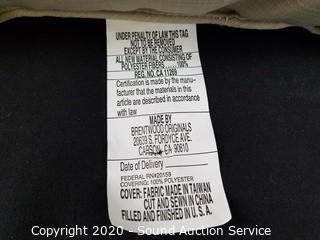 UNDER PENALTY OF LAW THIS TAG
NOT TO BE REMOVED
EXCEPT BY THE CONSUMER
ALL NEW MATERIAL CONSISTING OF
POLYESTER FIBERS ..... 100%
REG. NO. CA 11269
Certification is made by the manu-
facturer that the materials in this
article are described in accordance
with law
MADE BY
BRENTWOOD ORIGINALS
20639 S. FORDYCE AVE.
CARSON, CA 90810
Date of Delivery
FEDERAL RN#20159
COVERING: 100% POLYESTER
COVER: FABRIC MADE IN TAIWAN
CUT AND SEWN IN CHINA
FILLED AND FINISHED IN U.S.A.
Copyright 2020 - Sound Auction Service